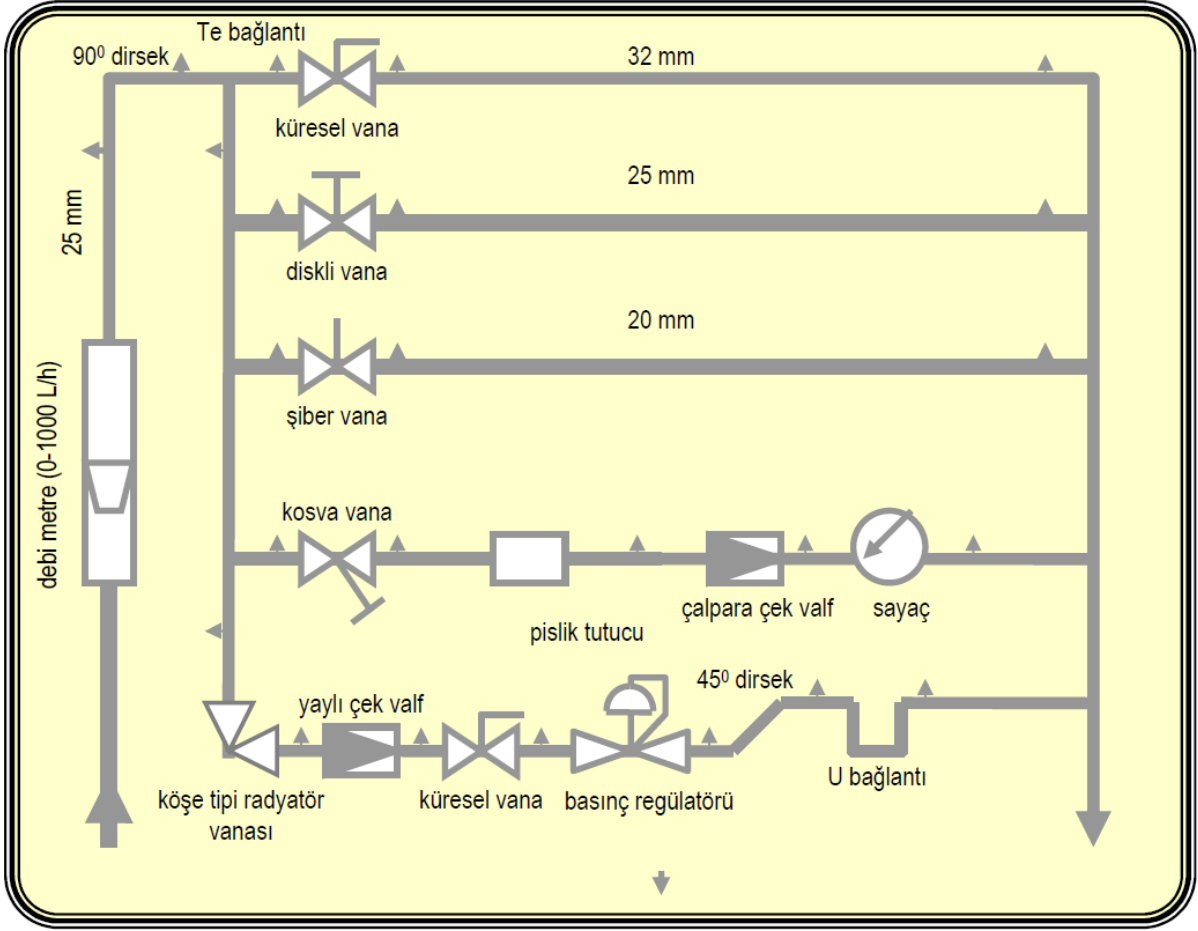 Te bağlantı
90⁰ dirsek
32 mm
küresel vana
25 mm
25 mm
diskli vana
20 mm
şiber vana
debi metre (0-1000 L/h)
kosva vana
çalpara çek valf
sayaç
pislik tutucu
45⁰ dirsek
yaylı çek valf
U bağlantı
köşe tipi radyatör
vanası
küresel vana
basınç regülatörü